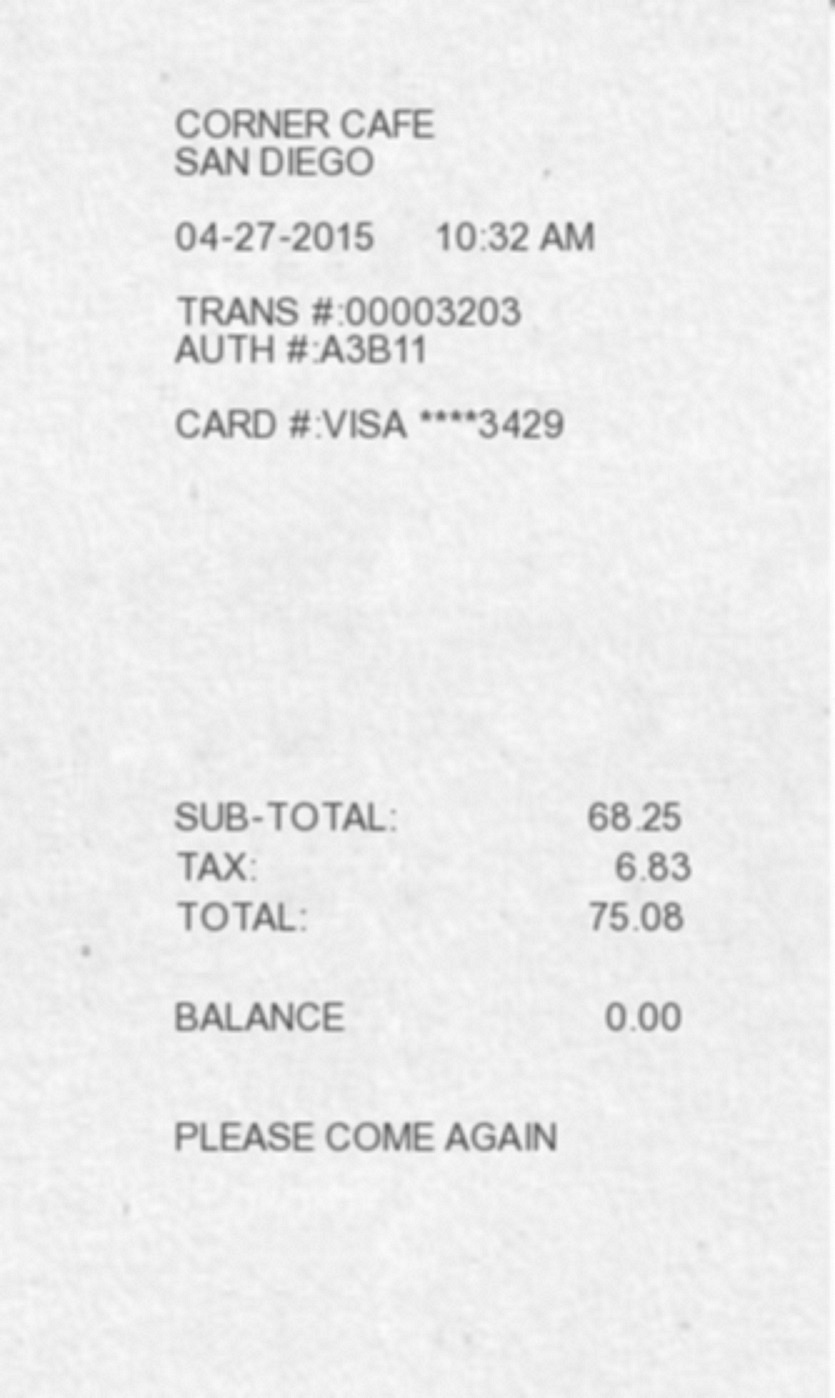 CORNER CAFE
SAN DIEGO
04-27-2015 10:32 AM
TRANS #:00003203
AUTH #:A3B11
CARD #:VISA ****3429
SUB-TOTAL: 68.25
TAX: 6.83
TOTAL: 75.08
BALANCE 0.00
PLEASE COME AGAIN